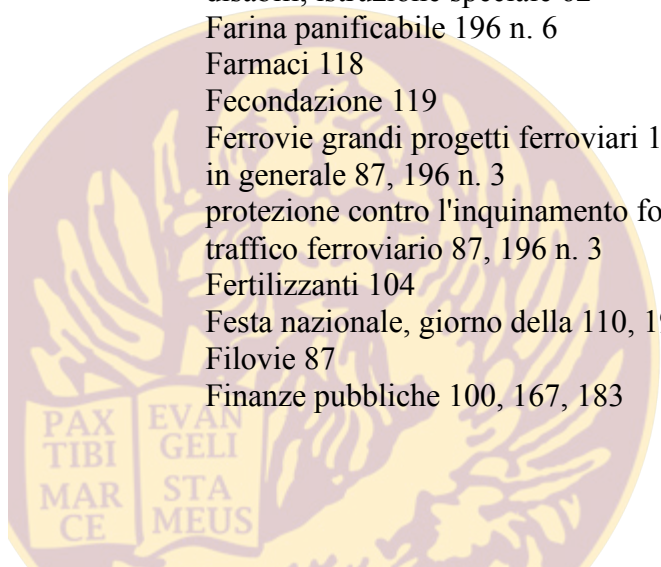 disabili, istruzione speciale 62
Farina panificabile 196 n. 6
Farmaci 118
Fecondazione 119
Ferrovie grandi progetti ferroviari 1
in generale 87, 196 n. 3
protezione contro l'inquinamento fo
traffico ferroviario 87, 196 n. 3
Fertilizzanti 104
Festa nazionale, giorno della 110, 19
Filovie 87
Finanze pubbliche 100, 167, 183
PAX EVAN
TIBI GELI
MAR STA
CE MEUS